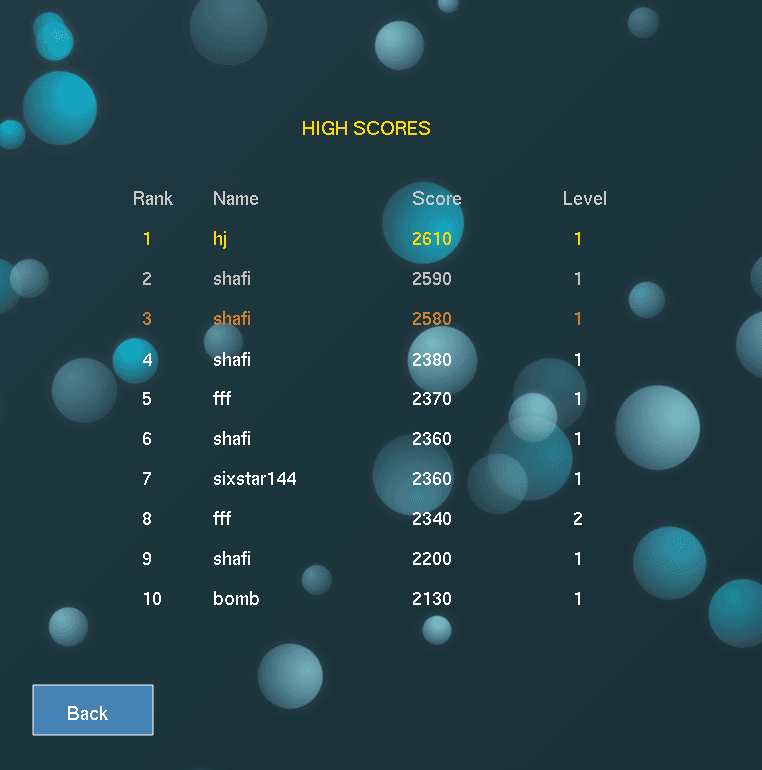 HIGH SCORES
Rank Name Score Level
1 hj 2610 1
2 shafi 2590 1
3 shafi 2580 1
4 shafi 2380 1
5 fff 2370 1
6 shafi 2360 1
7 sixstar144 2360 1
8 fff 2340 2
9 shafi 2200 1
10 bomb 2130 1
Back